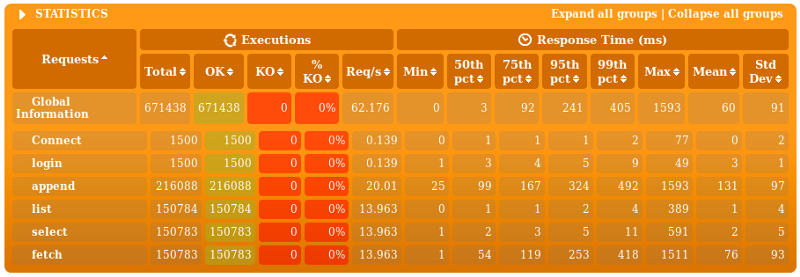 STATISTICS Expand all groups | Collapse all groups
Requests Executions Response Time (ms)
Total OK KO % KO Req/s Min 50th pct 75th pct 95th pct 99th pct Max Mean Std Dev
Global Information 671438 671438 0 0% 62.176 0 3 92 241 405 1593 60 91
Connect 1500 1500 0 0% 0.139 0 1 1 1 2 77 0 2
login 1500 1500 0 0% 0.139 1 3 4 5 9 49 3 1
append 216088 216088 0 0% 20.01 25 99 167 324 492 1593 131 97
list 150784 150784 0 0% 13.963 0 1 1 2 4 389 1 4
select 150783 150783 0 0% 13.963 1 2 3 5 11 591 2 5
fetch 150783 150783 0 0% 13.963 1 54 119 253 418 1511 76 93